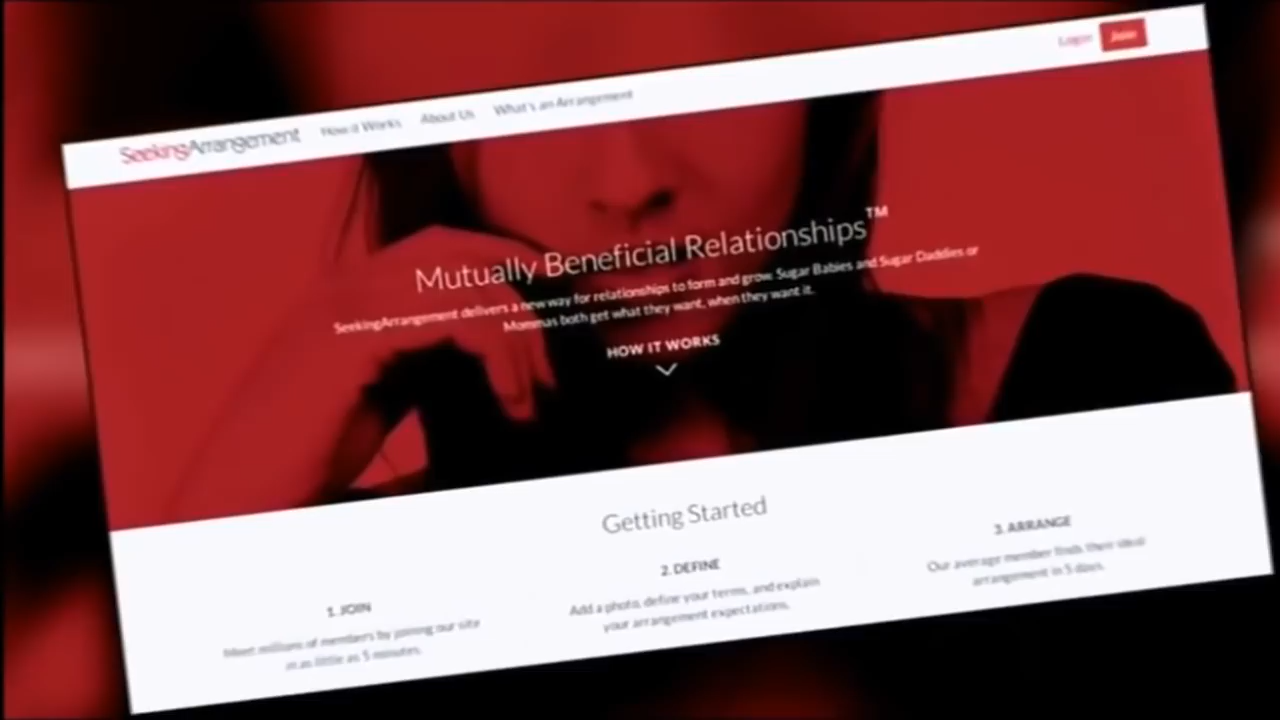 SeekingArrangement How it Works About Us What's an Arrangement Login Join
Mutually Beneficial Relationships™
SeekingArrangement delivers a new way for relationships to form and grow. Sugar Babies and Sugar Daddies or
Mommas both get what they want, when they want it.
HOW IT WORKS
Getting Started
1. JOIN
Meet millions of members by joining our site
in as little as 5 minutes.
2. DEFINE
Add a photo, define your terms, and explain
your arrangement expectations.
3. ARRANGE
Our average member finds their ideal
arrangement in 5 days.